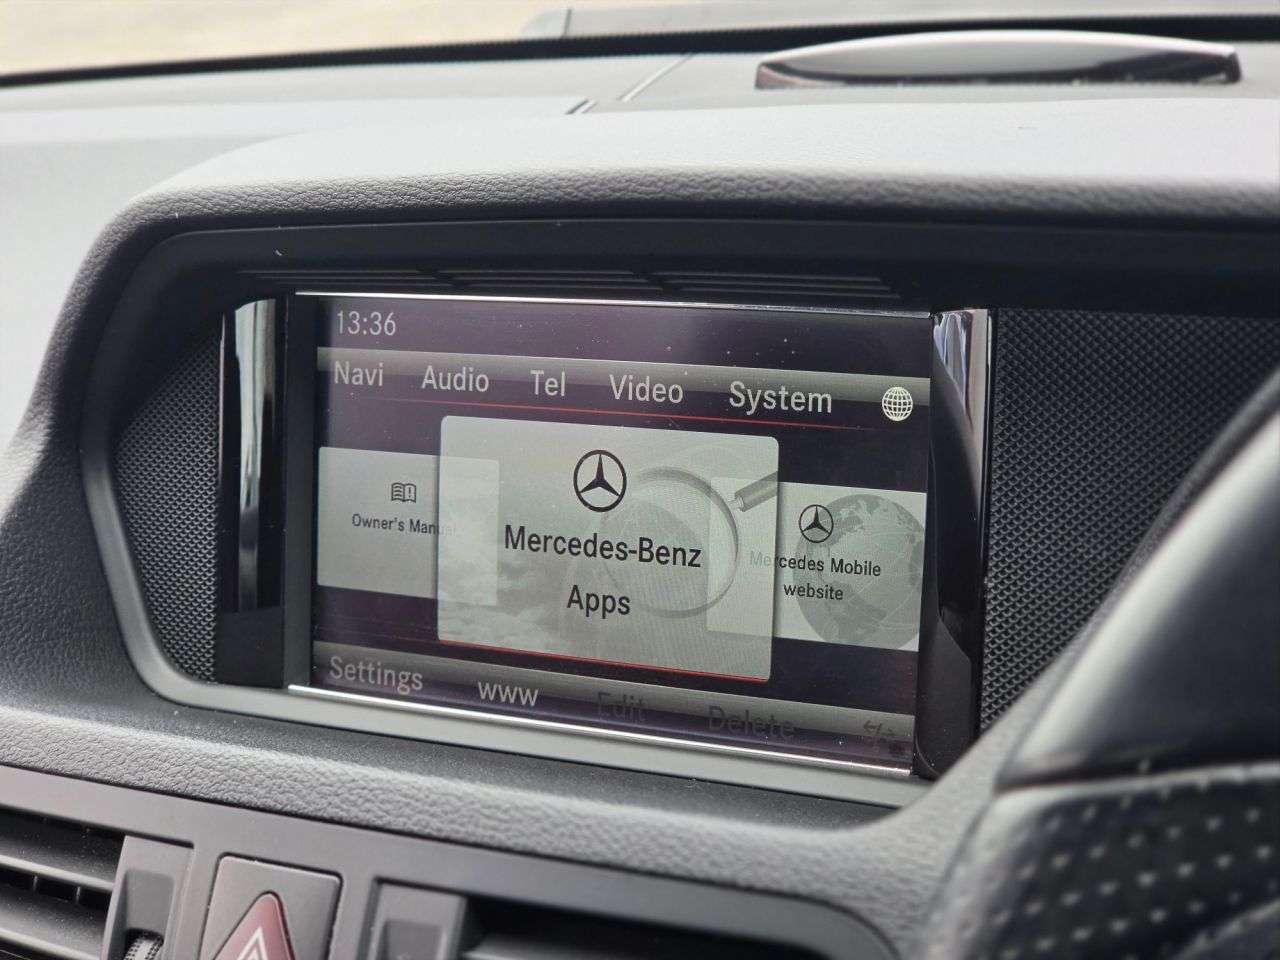 13:36
Navi Audio Tel Video System
Owner's Manual
Mercedes-Benz
Apps
Mercedes Mobile
website
Settings www Edit Delete